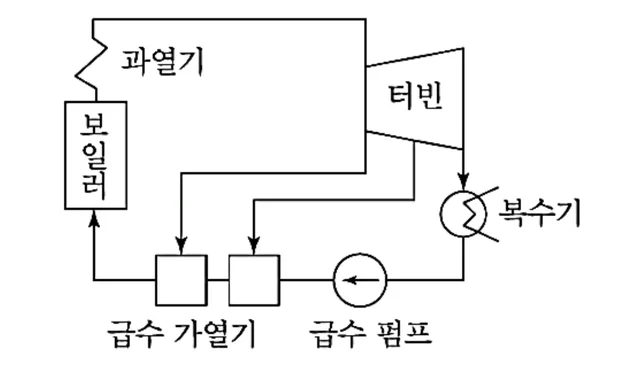 과열기
터빈
보일러
복수기
급수 가열기
급수 펌프